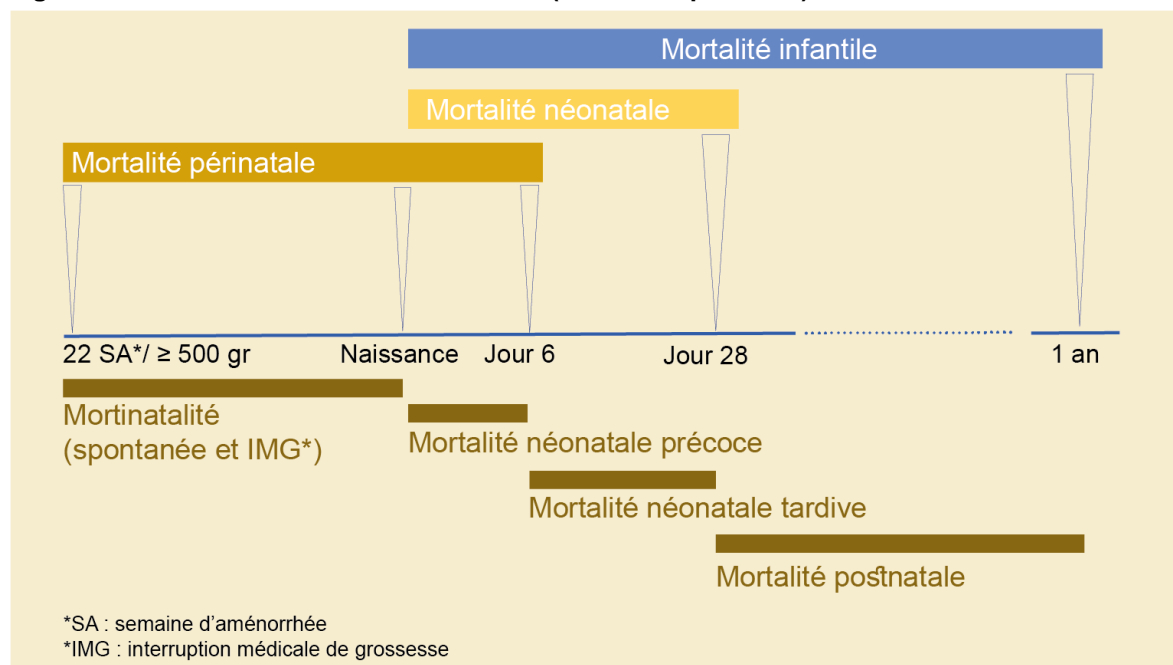 Mortalité infantile
Mortalité néonatale
Mortalité périnatale
22 SA*/ ≥ 500 gr Naissance Jour 6 Jour 28 1 an
Mortinatalité
(spontanée et IMG*)
Mortalité néonatale précoce
Mortalité néonatale tardive
Mortalité postnatale
*SA : semaine d’aménorrhée
*IMG : interruption médicale de grossesse